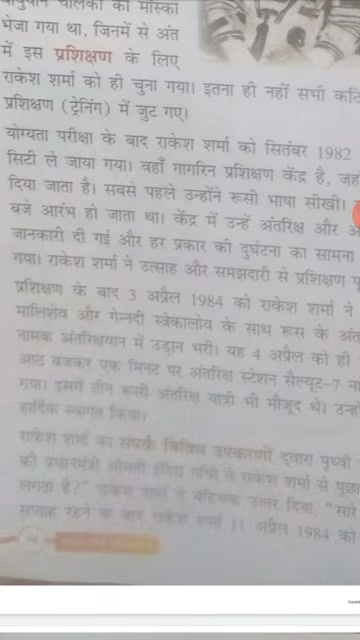 चालकों को मास्को
भेजा गया था, जिनमें से अंत
में इस प्रशिक्षण के लिए
राकेश शर्मा को ही चुना गया। इतना ही नहीं सभी
प्रशिक्षण (ट्रेनिंग) में जुट गए।
योग्यता परीक्षा के बाद राकेश शर्मा को सितंबर 1982
सिटी ले जाया गया। वहाँ गागरिन प्रशिक्षण केंद्र है,
दिया जाता है। सबसे पहले उन्होंने रूसी भाषा सीखी।
बजे आरंभ हो जाता था। केंद्र में उन्हें अंतरिक्ष और
जानकारी दी गई और हर प्रकार की दुर्घटना का सामना
गया। राकेश शर्मा ने उत्साह और समझदारी से प्रशिक्षण
प्रशिक्षण के बाद 3 अप्रैल 1984 को राकेश शर्मा ने
मालिशेव और गेन्नदी स्त्रेकालोव के साथ रूस के
नामक अंतरिक्षयान में उड़ान भरी। यह 4 अप्रैल को ही
आठ बजकर एक मिनट पर अंतरिक्ष स्टेशन सैल्यूट-7
गया। इसमें तीन रूसी अंतरिक्ष यात्री भी मौजूद थे।
हार्दिक स्वागत किया।
राकेश शर्मा का संपर्क विविध उपकरणों द्वारा पृथ्वी
की प्रधानमंत्री श्रीमती इंदिरा गांधी ने राकेश शर्मा से
लगता है?" राकेश शर्मा ने उत्तर दिया, "सारे
सप्ताह रहने के बाद राकेश शर्मा 11 अप्रैल 1984 को